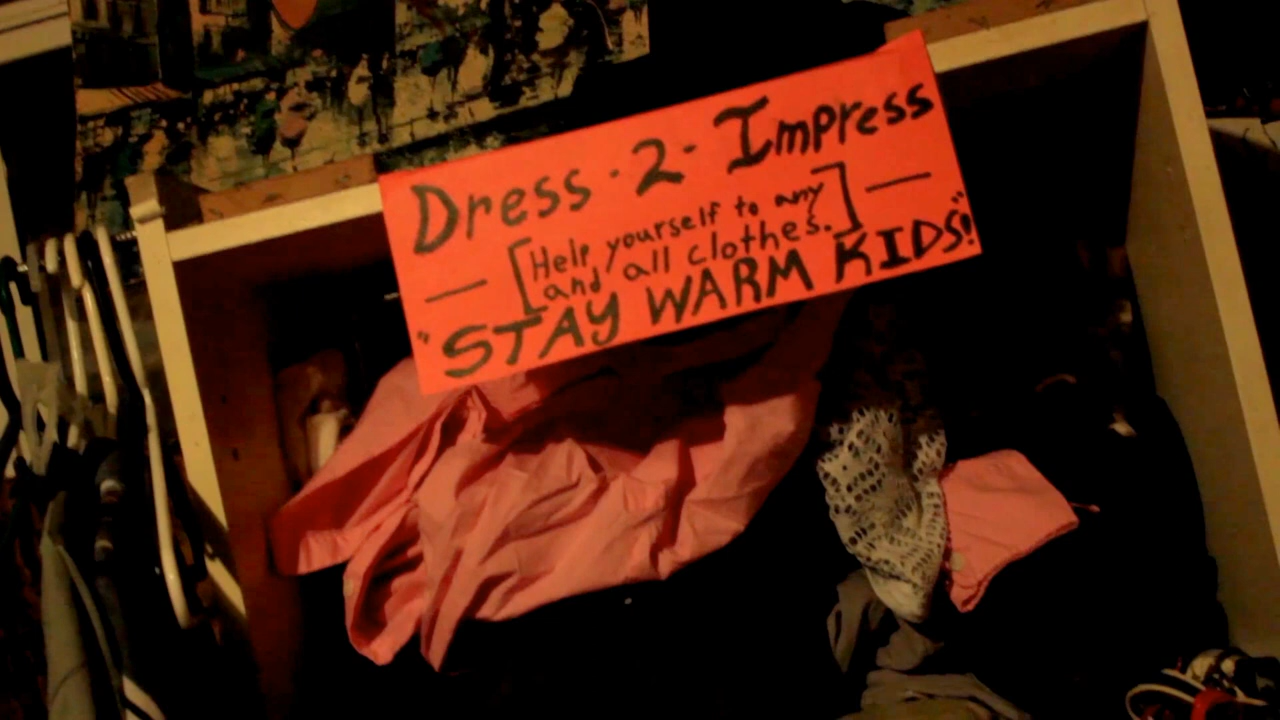 Dress-2-Impress
[Help yourself to any
and all clothes.]
"STAY WARM KIDS!"